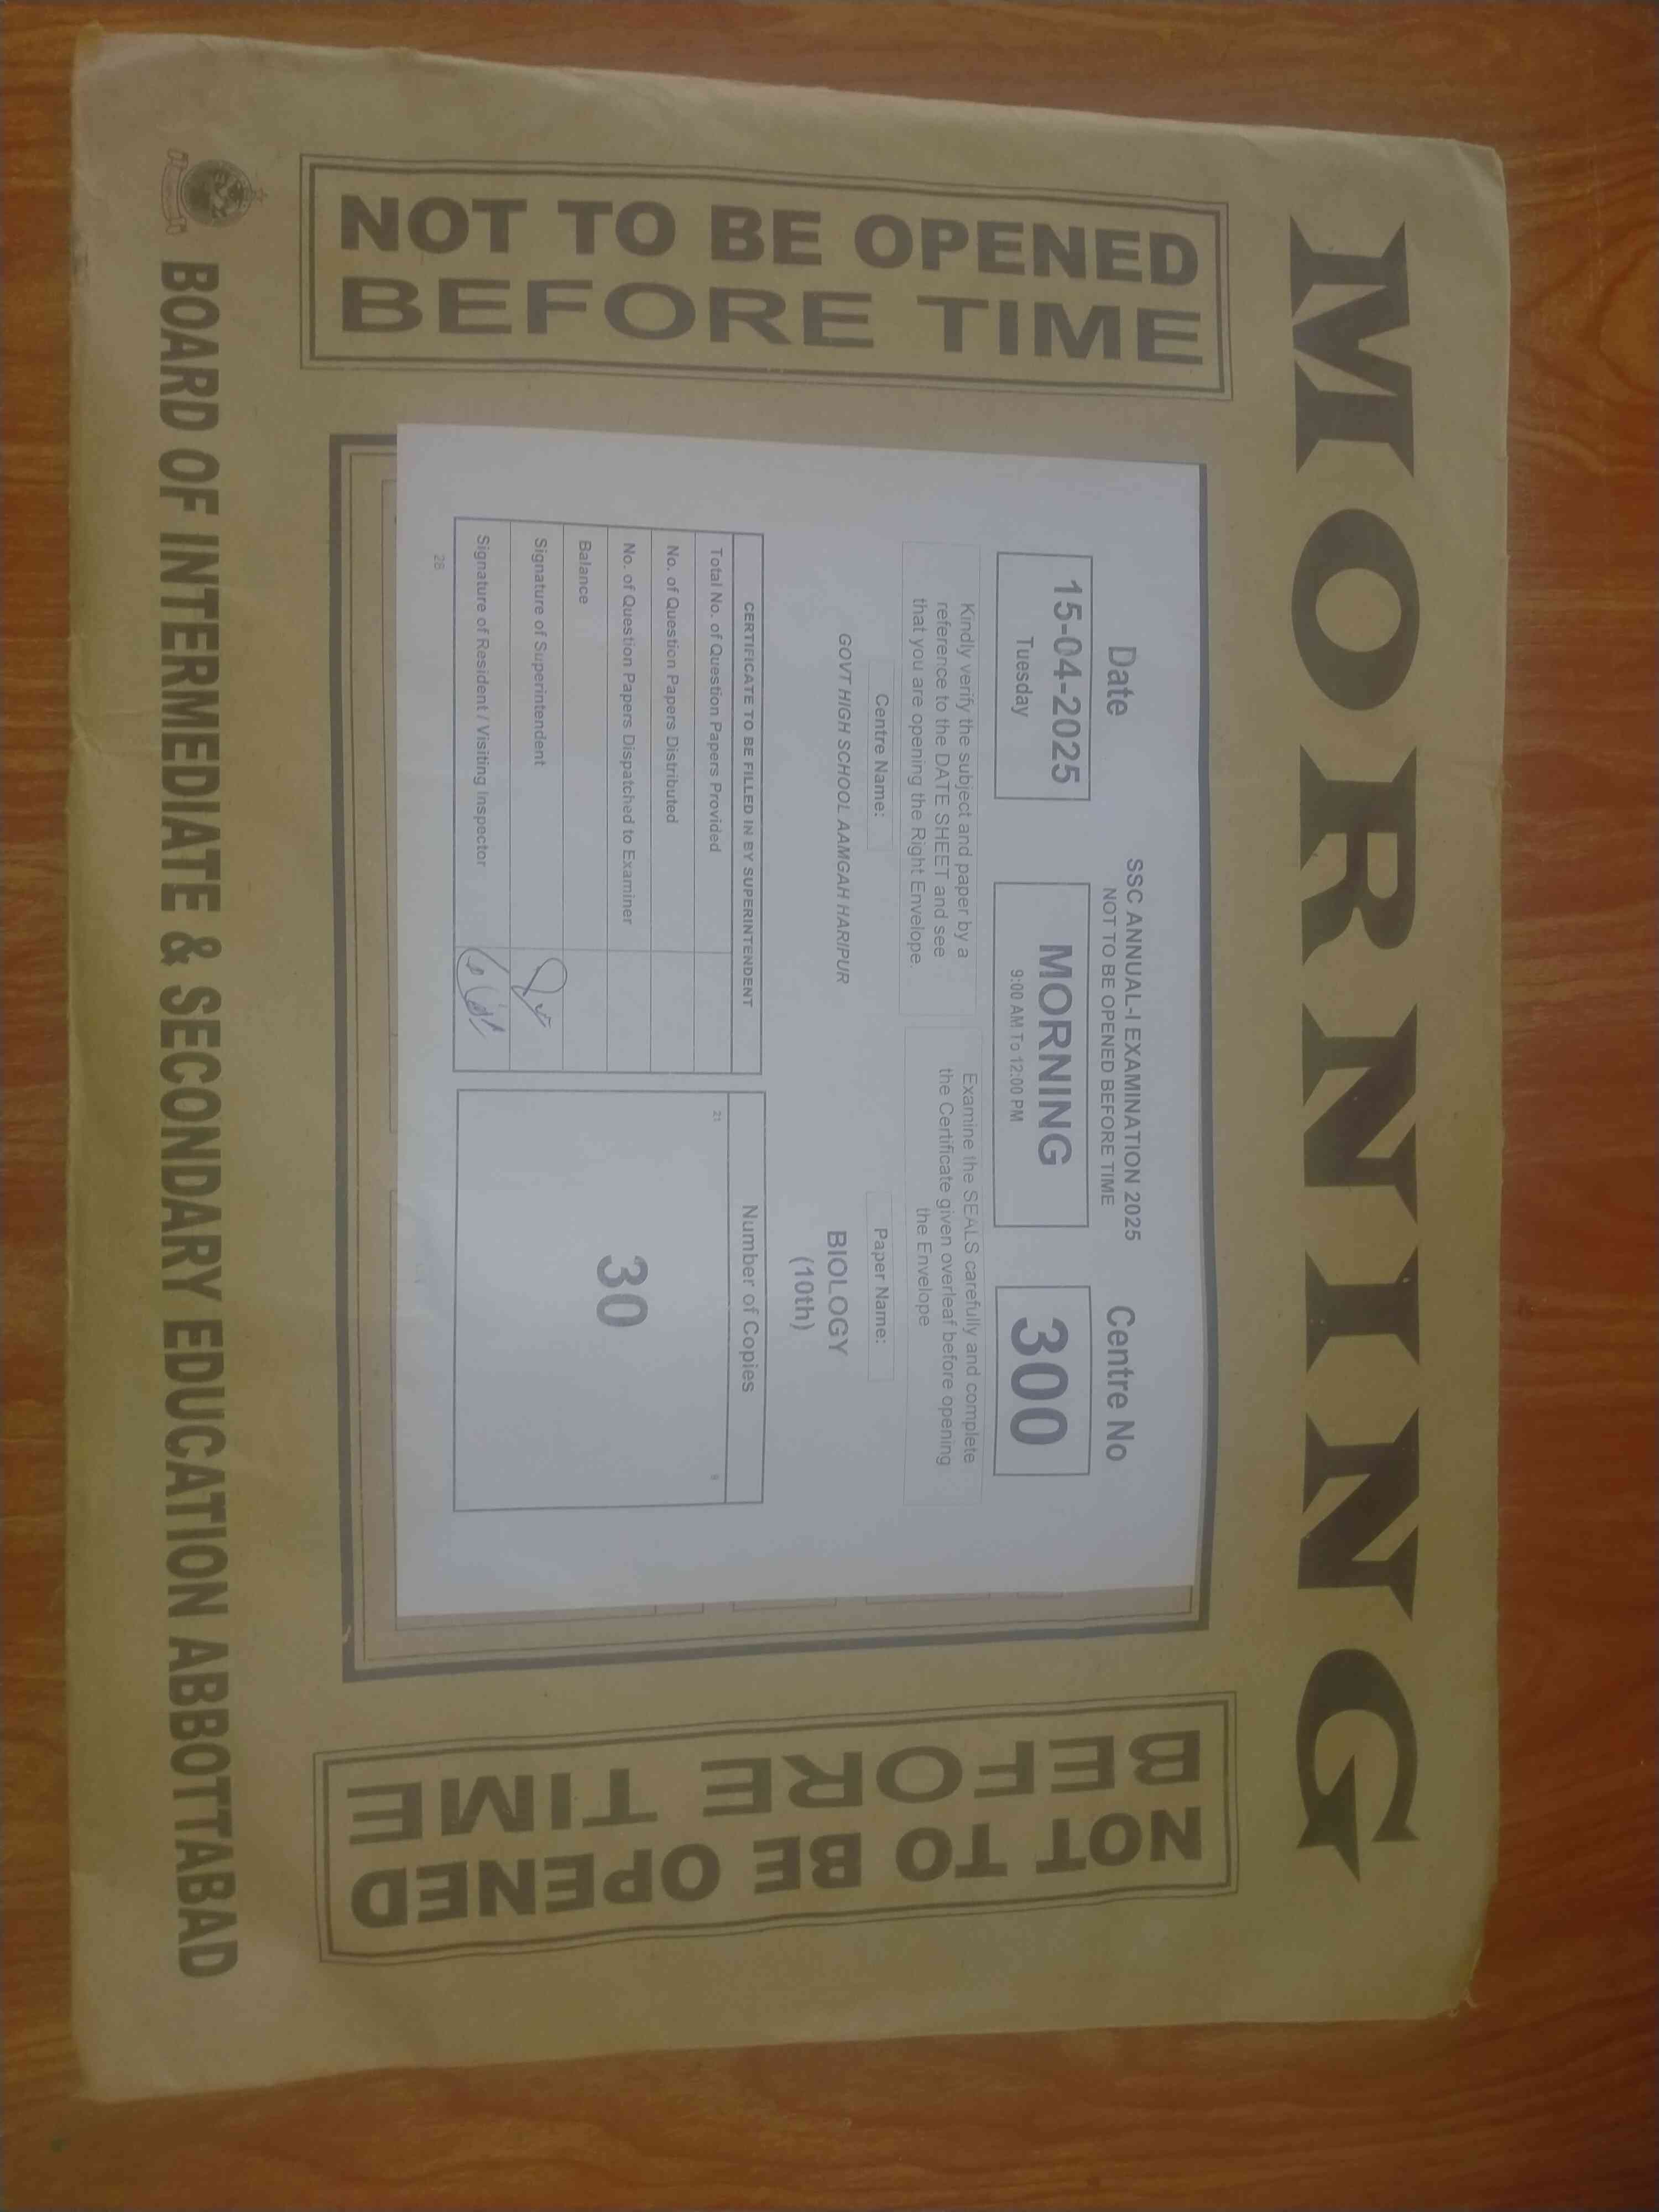 MORNING
NOT TO BE OPENED
BEFORE TIME
SSC ANNUAL-I EXAMINATION 2025
NOT TO BE OPENED BEFORE TIME
Date
Centre No
15-04-2025
Tuesday
MORNING
9:00 AM To 12:00 PM
300
Kindly verify the subject and paper by a
reference to the DATE SHEET and see
that you are opening the Right Envelope.
Examine the SEALS carefully and complete
the Certificate given overleaf before opening
the Envelope
Centre Name:
Paper Name:
GOVT HIGH SCHOOL AAMGAH HARIPUR
BIOLOGY
(10th)
CERTIFICATE TO BE FILLED IN BY SUPERINTENDENT
Total No. of Question Papers Provided
No. of Question Papers Distributed
No. of Question Papers Dispatched to Examiner
Balance
Signature of Superintendent
Signature of Resident / Visiting Inspector
28
Number of Copies
21
9
30
NOT TO BE OPENED
BEFORE TIME
BOARD OF INTERMEDIATE & SECONDARY EDUCATION ABBOTTABAD